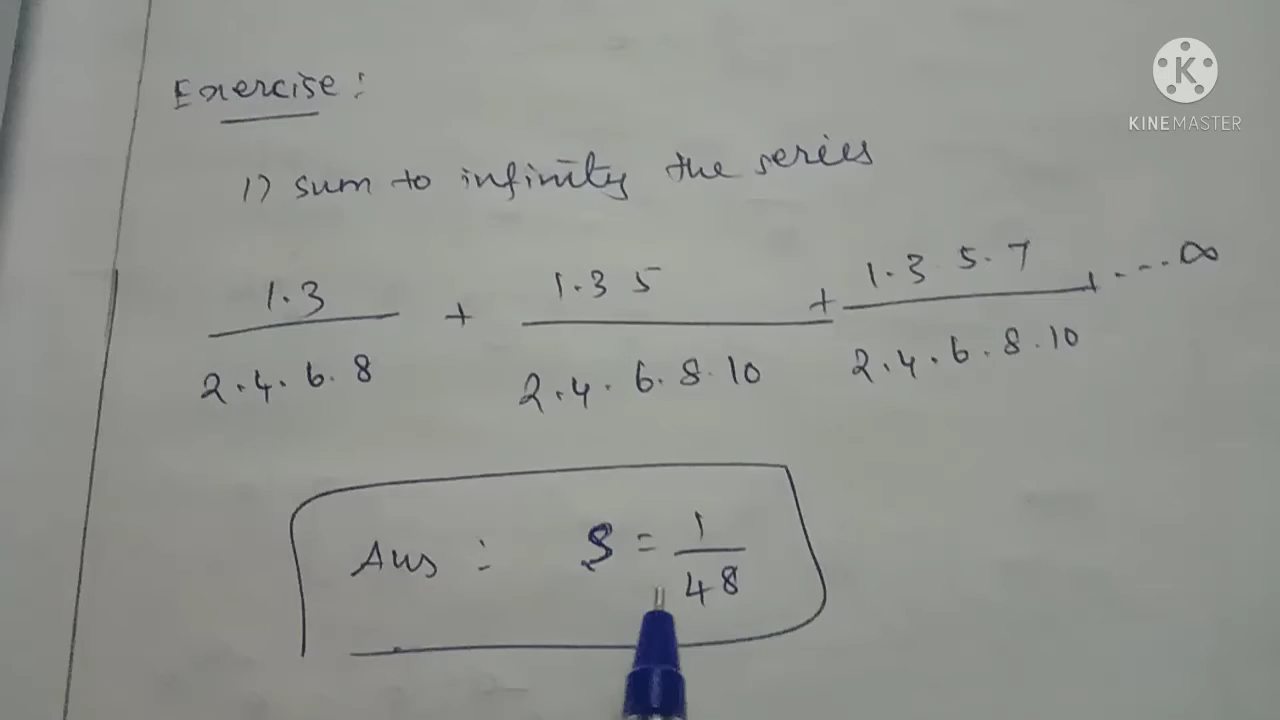 Exercise:
KINEMASTER
1) sum to infinity the series
1.3 / 2.4.6.8 + 1.3 5 / 2.4.6.8.10 + 1.3 5.7 / 2.4.6.8.10 + ... ∞
Ans: S = 1 / 48